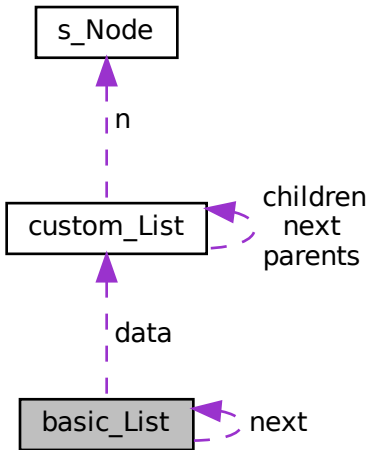 s_Node
n
custom_List
children
next
parents
data
basic_List
next